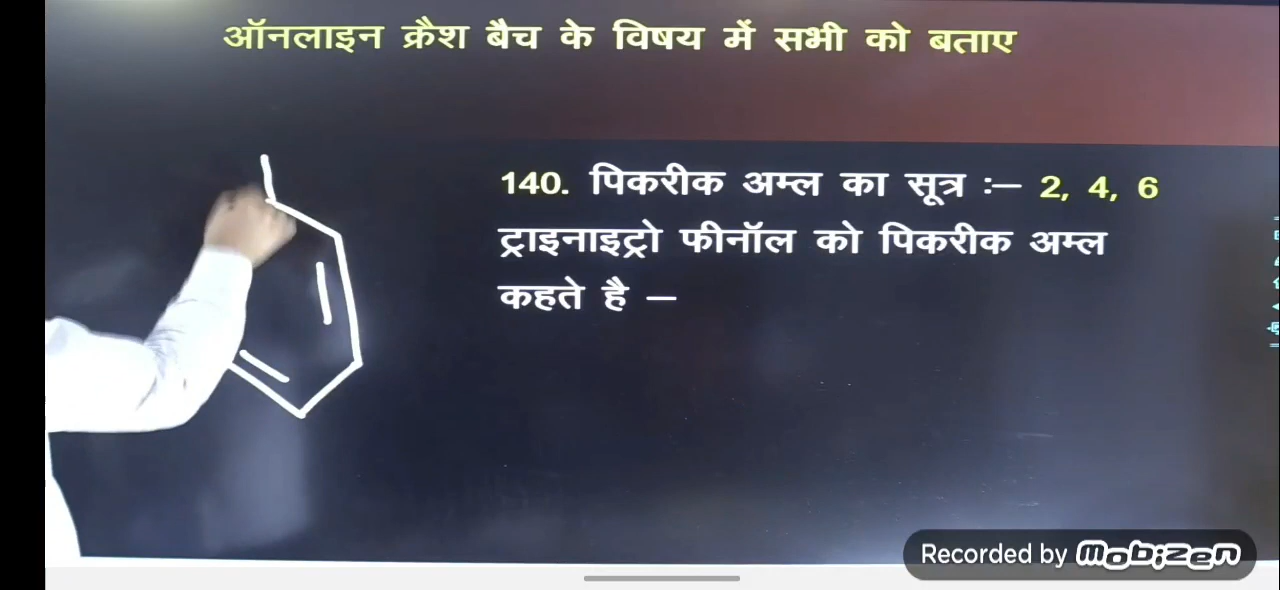 ऑनलाइन क्रैश बैच के विषय में सभी को बताए
140. पिकरीक अम्ल का सूत्र :— 2, 4, 6
ट्राइनाइट्रो फीनॉल को पिकरीक अम्ल
कहते है —
Recorded by Mobizen